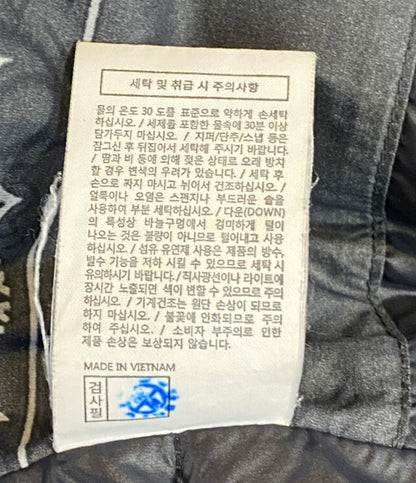 세탁 및 취급 시 주의사항
물의 온도 30 도를 표준으로 약하게 손세탁
하십시오. / 세제를 포함한 물속에 30분 이상
담가두지 마십시오. / 지퍼/단추/스냅 등은
잠그신 후 뒤집어서 세탁해 주시기 바랍니다.
/ 땀과 비 등에 의해 젖은 상태로 오래 방치
할 경우 변색의 우려가 있습니다. / 세탁 후
손으로 짜지 마시고 뉘어서 건조하십시오. /
얼룩이나 오염은 스펀지나 부드러운 솔을
사용하여 부분 세탁하십시오. / 다운(DOWN)
의 특성상 바늘구멍에서 깅미하게 털이
나오는 것은 불량이 아니므로 털어내고 사용
하십시오. / 섬유 유연제 사용은 제품의 방수,
발수 기능을 저하 시킬 수 있으므로 세탁 시
유의하시기 바랍니다. / 직사광선이나 라이트에
장시간 노출되면 색이 변할 수 있으므로 주의
하십시오. / 기계건조는 원단 손상이 되므로
하지 마십시오. / 불꽃에 인화되므로 주의
하여 주십시오. / 소비자 부주의로 인한
제품 손상은 보상되지 않습니다.
MADE IN VIETNAM
검사필